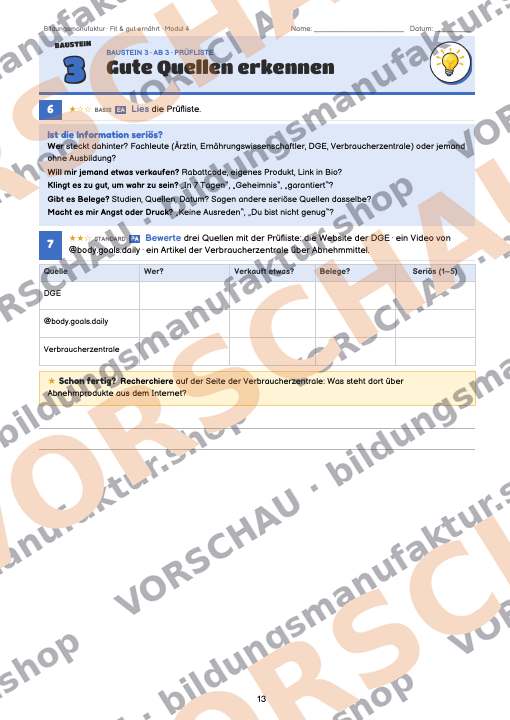 Bildungsmanufaktur · Fit & gut ernährt · Modul 4
Name:
Datum:
BAUSTEIN
3
BAUSTEIN 3 · AB 3 · PRÜFLISTE
Gute Quellen erkennen
6
★☆☆ BASIS EA Lies die Prüfliste.
Ist die Information seriös?
Wer steckt dahinter? Fachleute (Ärztin, Ernährungswissenschaftler, DGE, Verbraucherzentrale) oder jemand
ohne Ausbildung?
Will mir jemand etwas verkaufen? Rabattcode, eigenes Produkt, Link in Bio?
Klingt es zu gut, um wahr zu sein? „In 7 Tagen“, „Geheimnis“, „garantiert“?
Gibt es Belege? Studien, Quellen, Datum? Sagen andere seriöse Quellen dasselbe?
Macht es mir Angst oder Druck? „Keine Ausreden“, „Du bist nicht genug“?
7
★★☆ STANDARD PA Bewerte drei Quellen mit der Prüfliste: die Website der DGE · ein Video von
@body.goals.daily · ein Artikel der Verbraucherzentrale über Abnehmmittel.
Quelle Wer? Verkauft etwas? Belege? Seriös (1–5)
DGE
@body.goals.daily
Verbraucherzentrale
★ Schon fertig? Recherchiere auf der Seite der Verbraucherzentrale: Was steht dort über
Abnehmprodukte aus dem Internet?
VORSCHAU · bildungsmanufaktur.shop
VORSCHAU
13